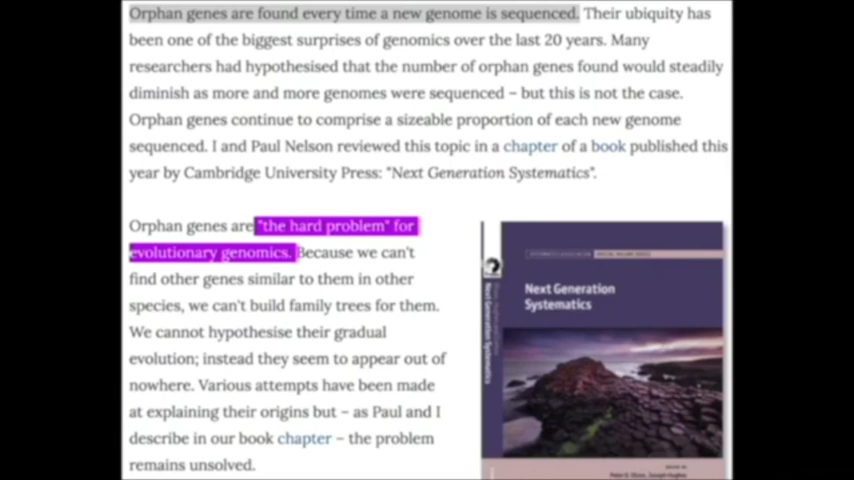 Orphan genes are found every time a new genome is sequenced. Their ubiquity has
been one of the biggest surprises of genomics over the last 20 years. Many
researchers had hypothesised that the number of orphan genes found would steadily
diminish as more and more genomes were sequenced – but this is not the case.
Orphan genes continue to comprise a sizeable proportion of each new genome
sequenced. I and Paul Nelson reviewed this topic in a chapter of a book published this
year by Cambridge University Press: "Next Generation Systematics".
Orphan genes are "the hard problem" for
evolutionary genomics. Because we can't
find other genes similar to them in other
species, we can't build family trees for them.
We cannot hypothesise their gradual
evolution; instead they seem to appear out of
nowhere. Various attempts have been made
at explaining their origins but – as Paul and I
describe in our book chapter – the problem
remains unsolved.
Next Generation
Systematics
Next Generation Systematics